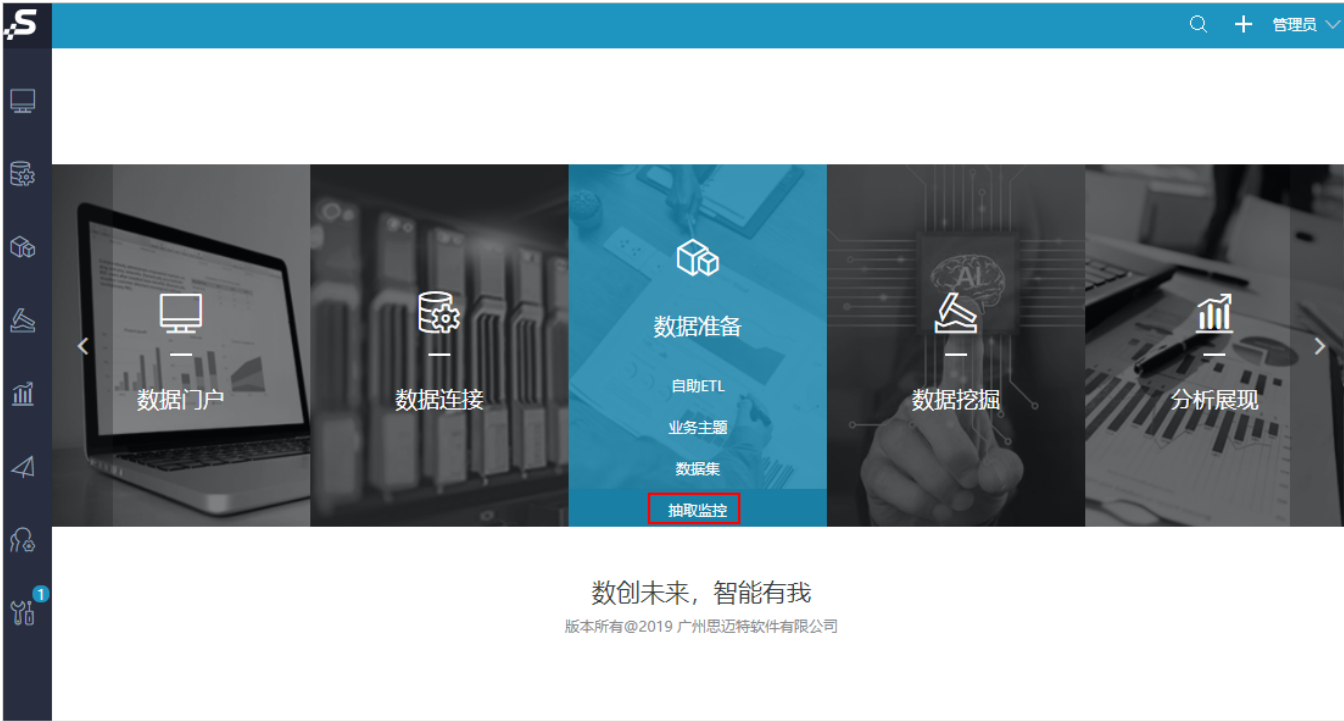 S
管理员
数据门户
数据连接
数据准备
自助ETL
业务主题
数据集
抽取监控
AI
数据挖掘
分析展现
1
数创未来，智能有我
版本所有@2019 广州思迈特软件有限公司